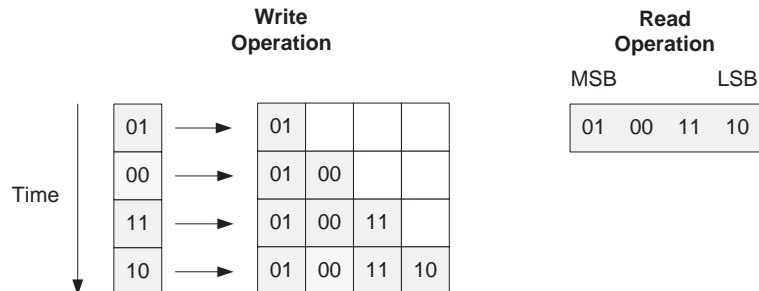 Write
Operation
Read
Operation
MSB LSB
01 00 11 10
Time
01 01
00 01 00
11 01 00 11
10 01 00 11 10